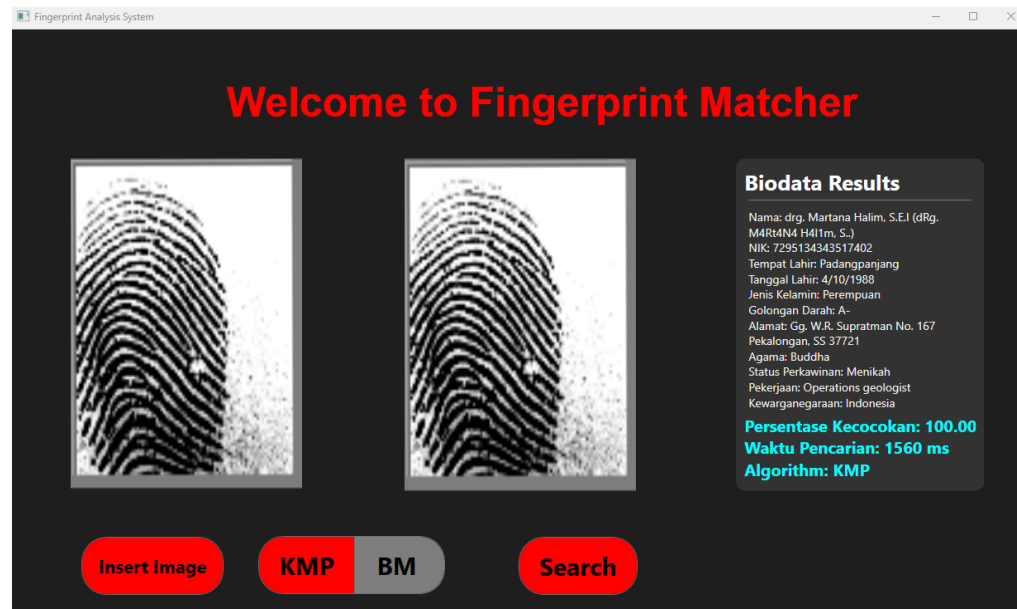 Fingerprint Analysis System
Welcome to Fingerprint Matcher
Biodata Results
Nama: drg. Martana Halim, S.E.I (dRg.
M4Rt4N4 H4l1m, S..)
NIK: 7295134343517402
Tempat Lahir: Padangpanjang
Tanggal Lahir: 4/10/1988
Jenis Kelamin: Perempuan
Golongan Darah: A-
Alamat: Gg. W.R. Supratman No. 167
Pekalongan, SS 37721
Agama: Buddha
Status Perkawinan: Menikah
Pekerjaan: Operations geologist
Kewarganegaraan: Indonesia
Persentase Kecocokan: 100.00
Waktu Pencarian: 1560 ms
Algorithm: KMP
Insert Image
KMP
BM
Search